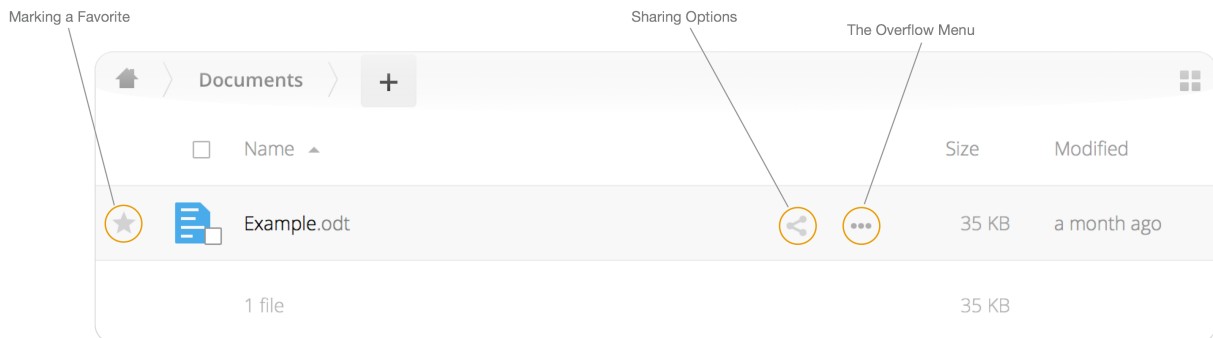 Marking a Favorite
Sharing Options
The Overflow Menu
Documents
+
Name
Size
Modified
Example.odt
35 KB
a month ago
1 file
35 KB